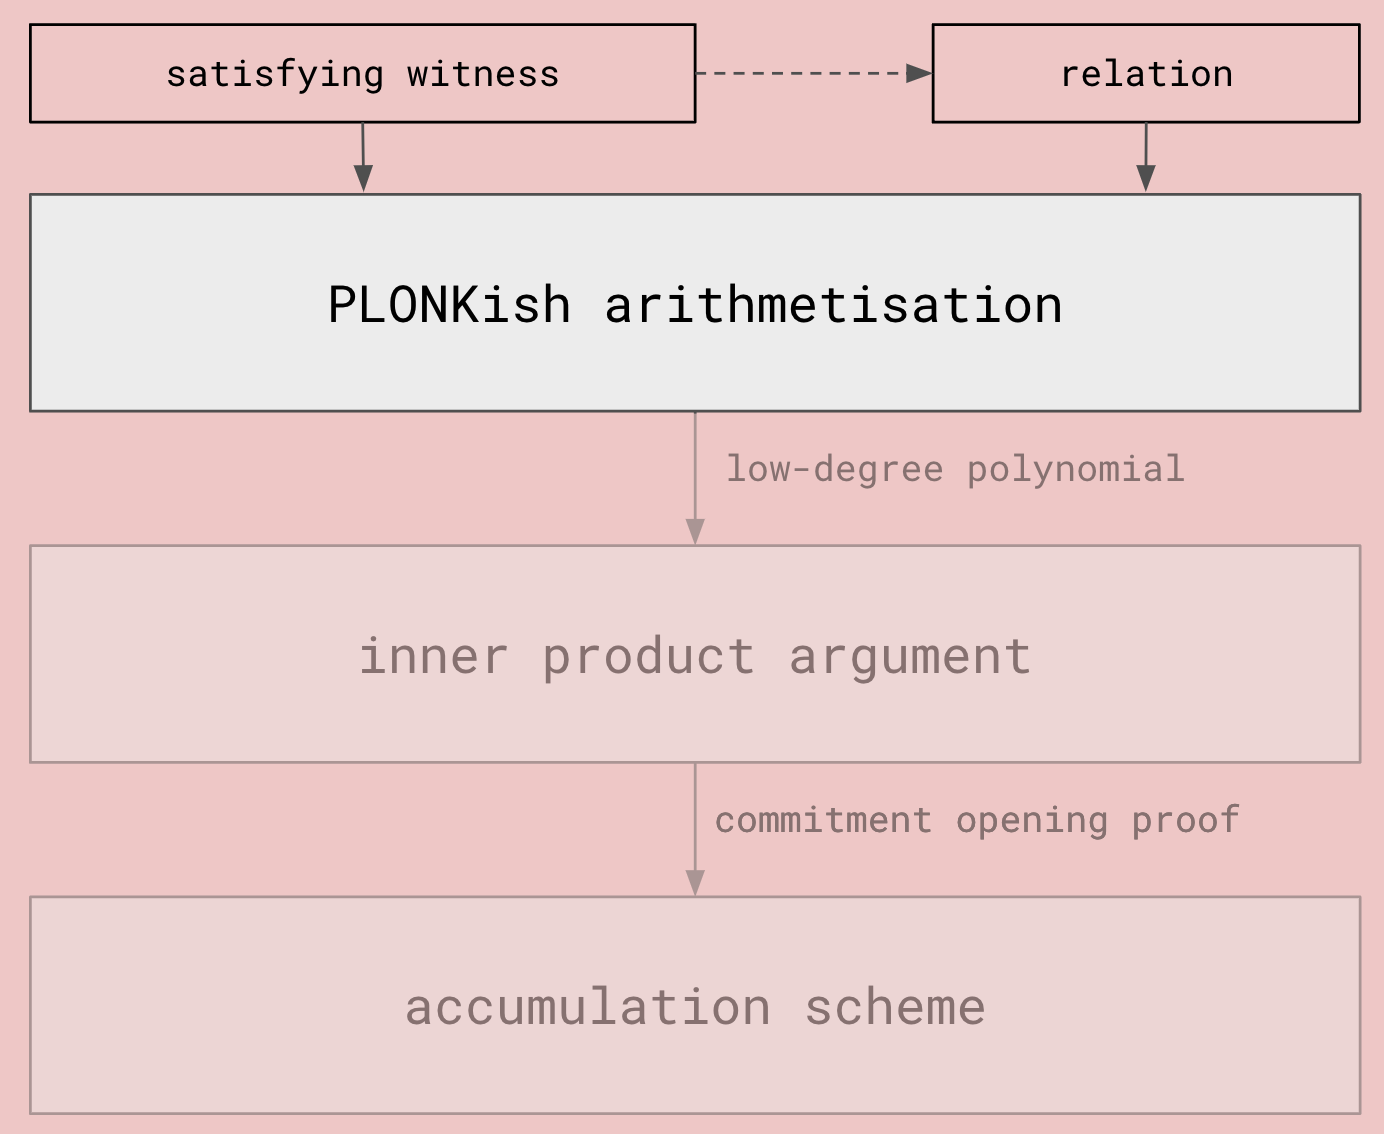 satisfying witness
relation
PLONKish arithmetisation
low-degree polynomial
inner product argument
commitment opening proof
accumulation scheme